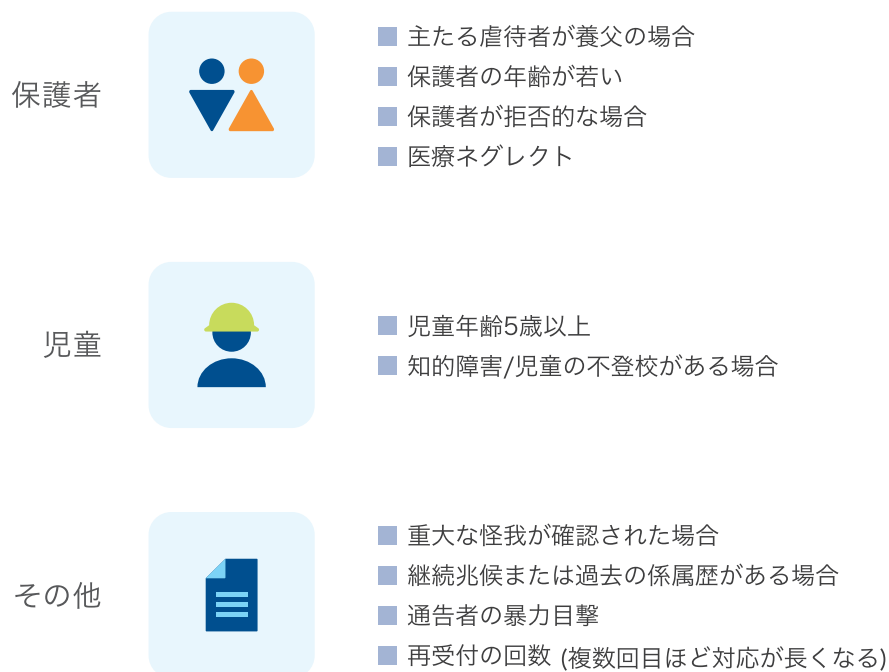 保護者
主たる虐待者が養父の場合
保護者の年齢が若い
保護者が拒否的な場合
医療ネグレクト
児童
児童年齢5歳以上
知的障害/児童の不登校がある場合
その他
重大な怪我が確認された場合
継続兆候または過去の係属歴がある場合
通告者の暴力目撃
再受付の回数 (複数回目ほど対応が長くなる)